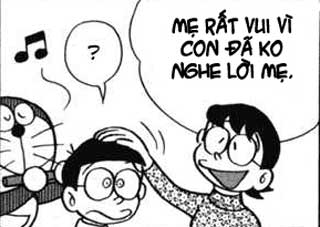 ?
MẸ RẤT VUI VÌ
CON ĐÃ KO
NGHE LỜI MẸ.